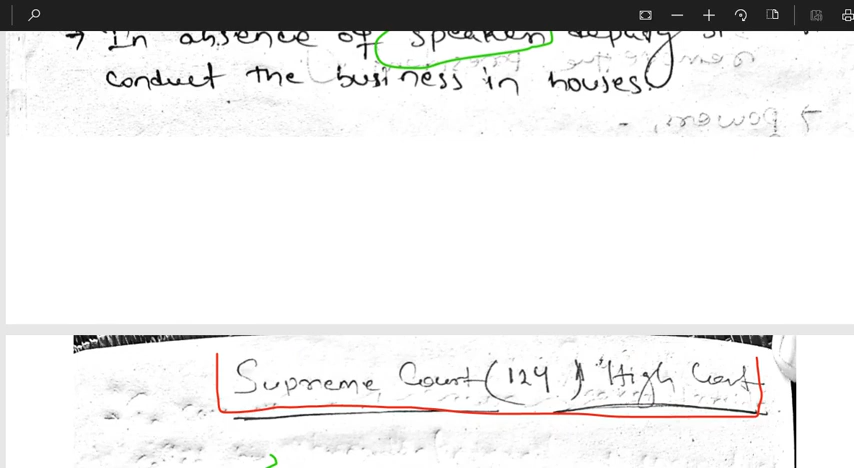 → In absence of speaker deputy
conduct the business in houses.
Supreme Court (124) High Court